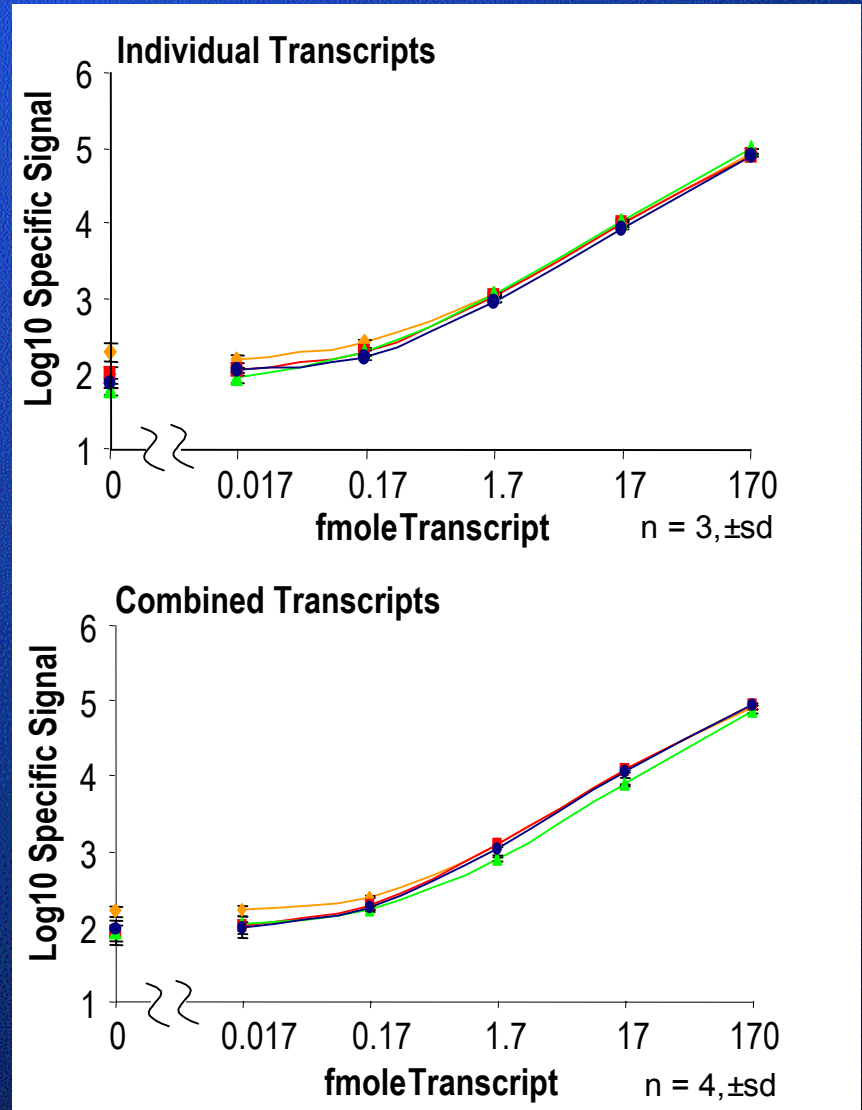 Individual Transcripts
Log10 Specific Signal
6
5
4
3
2
1
0 0.017 0.17 1.7 17 170
fmoleTranscript
n = 3,±sd
Combined Transcripts
Log10 Specific Signal
6
5
4
3
2
1
0 0.017 0.17 1.7 17 170
fmoleTranscript
n = 4,±sd